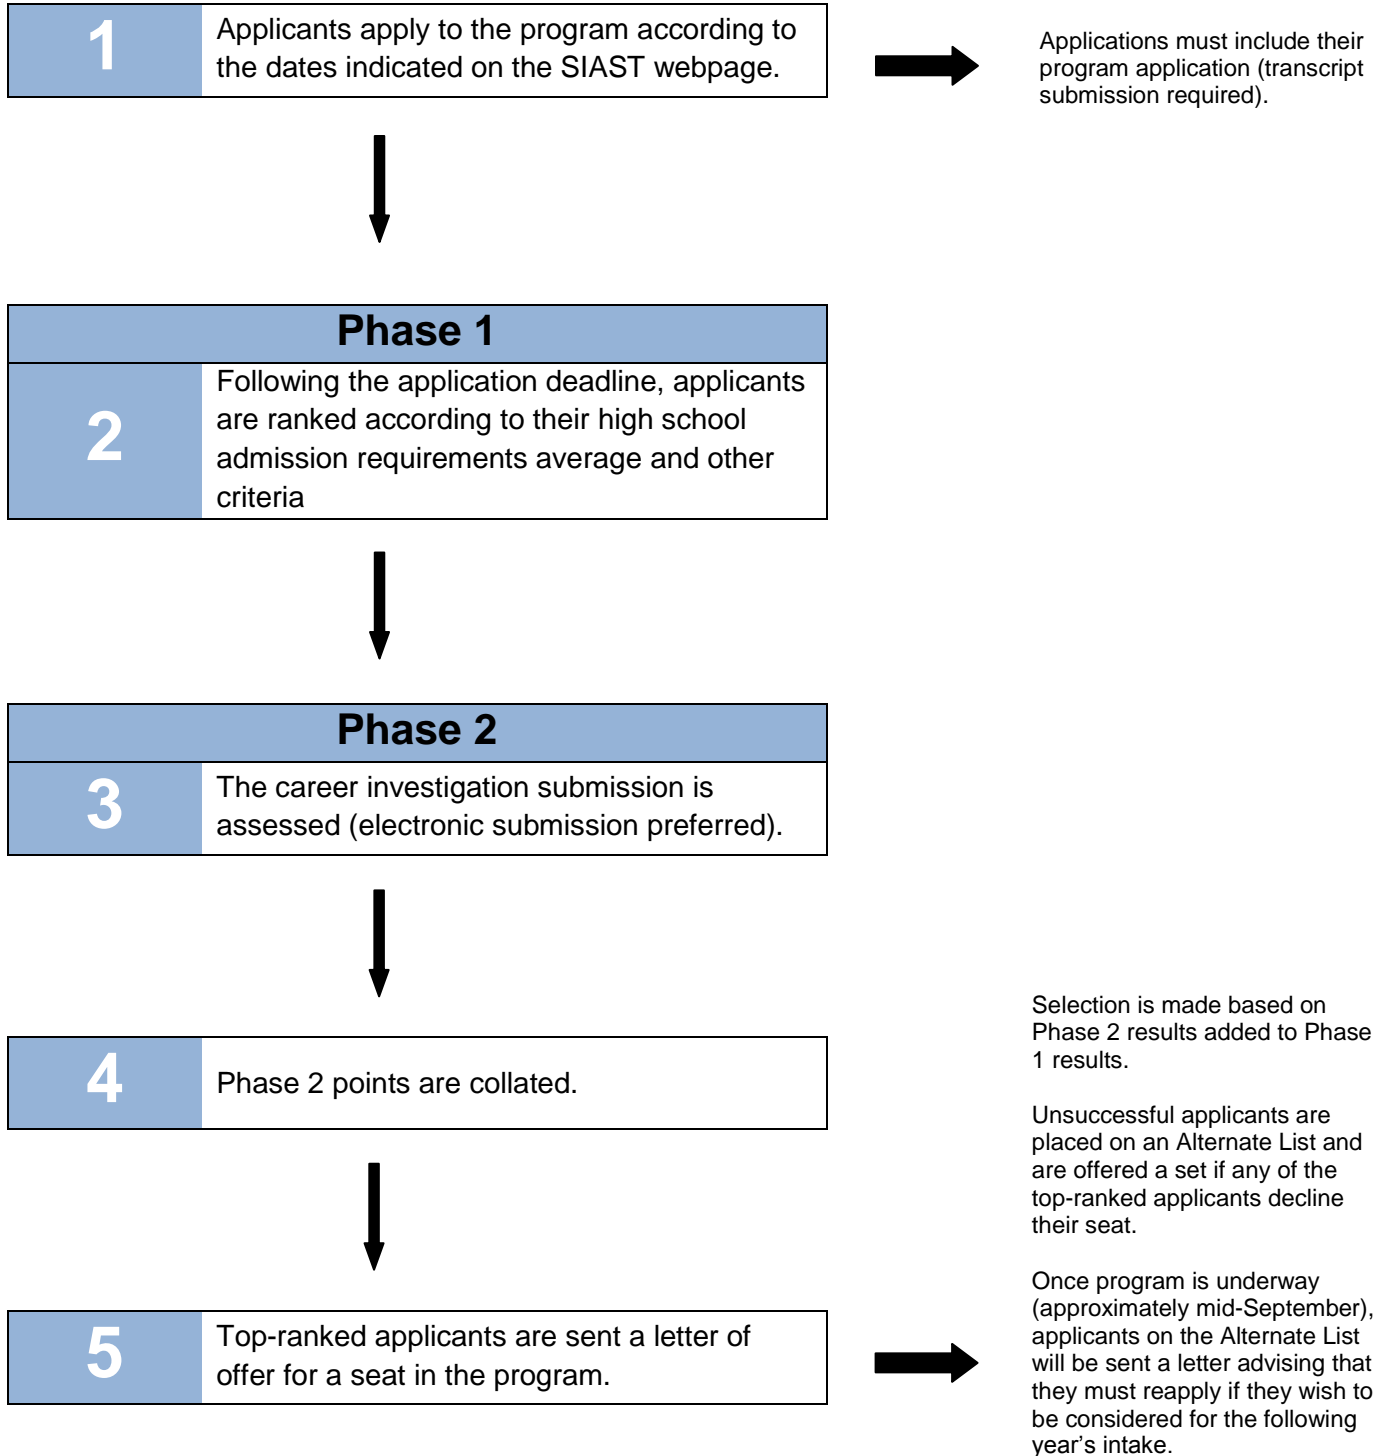 1
Applicants apply to the program according to
the dates indicated on the SIAST webpage.
Applications must include their
program application (transcript
submission required).
Phase 1
2
Following the application deadline, applicants
are ranked according to their high school
admission requirements average and other
criteria
Phase 2
3
The career investigation submission is
assessed (electronic submission preferred).
4
Phase 2 points are collated.
5
Top-ranked applicants are sent a letter of
offer for a seat in the program.
Selection is made based on
Phase 2 results added to Phase
1 results.
Unsuccessful applicants are
placed on an Alternate List and
are offered a set if any of the
top-ranked applicants decline
their seat.
Once program is underway
(approximately mid-September),
applicants on the Alternate List
will be sent a letter advising that
they must reapply if they wish to
be considered for the following
year's intake.